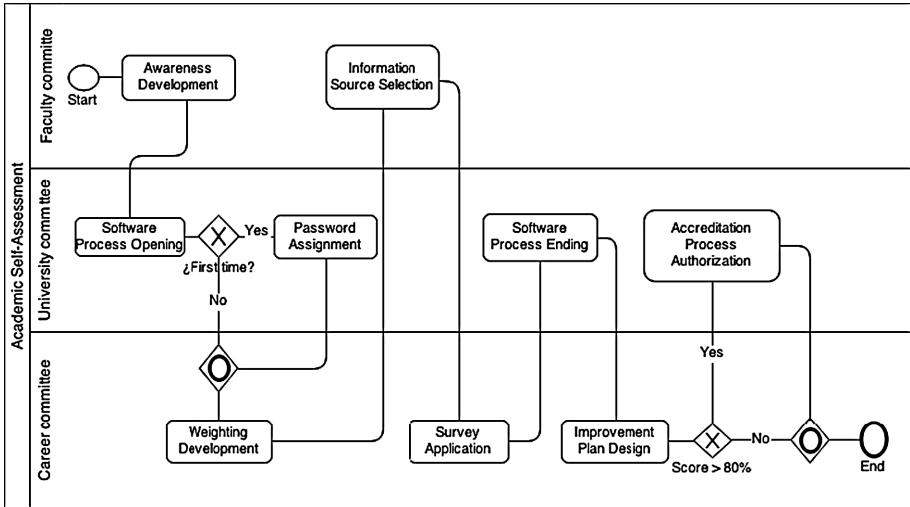 Academic Self-Assessment
Faculty committe
Start
Awareness
Development
Information
Source Selection
University committee
Software
Process Opening
¿First time?
Yes
No
Password
Assignment
Software
Process Ending
Accreditation
Process
Authorization
Career committee
Weighting
Development
Survey
Application
Improvement
Plan Design
Yes
Score > 80%
No
End